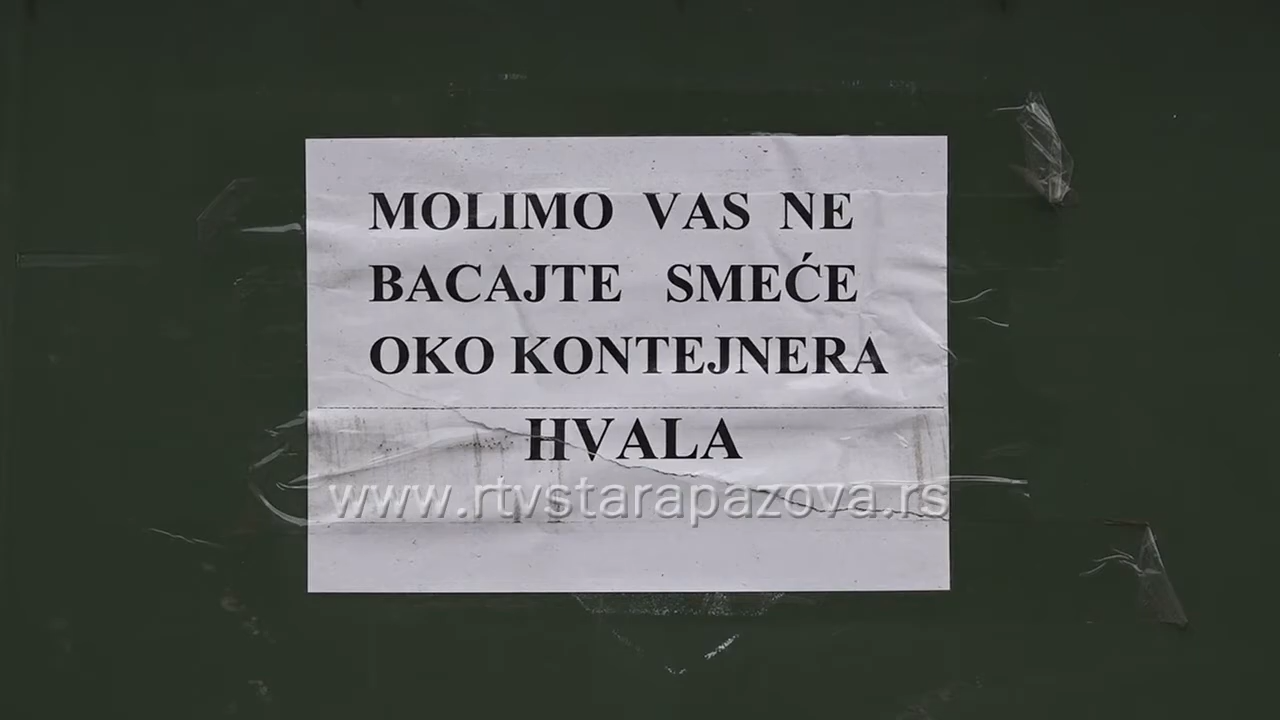 MOLIMO VAS NE
BACAJTE SMEĆE
OKO KONTEJNERA
HVALA
www.rtvstarapazova.rs